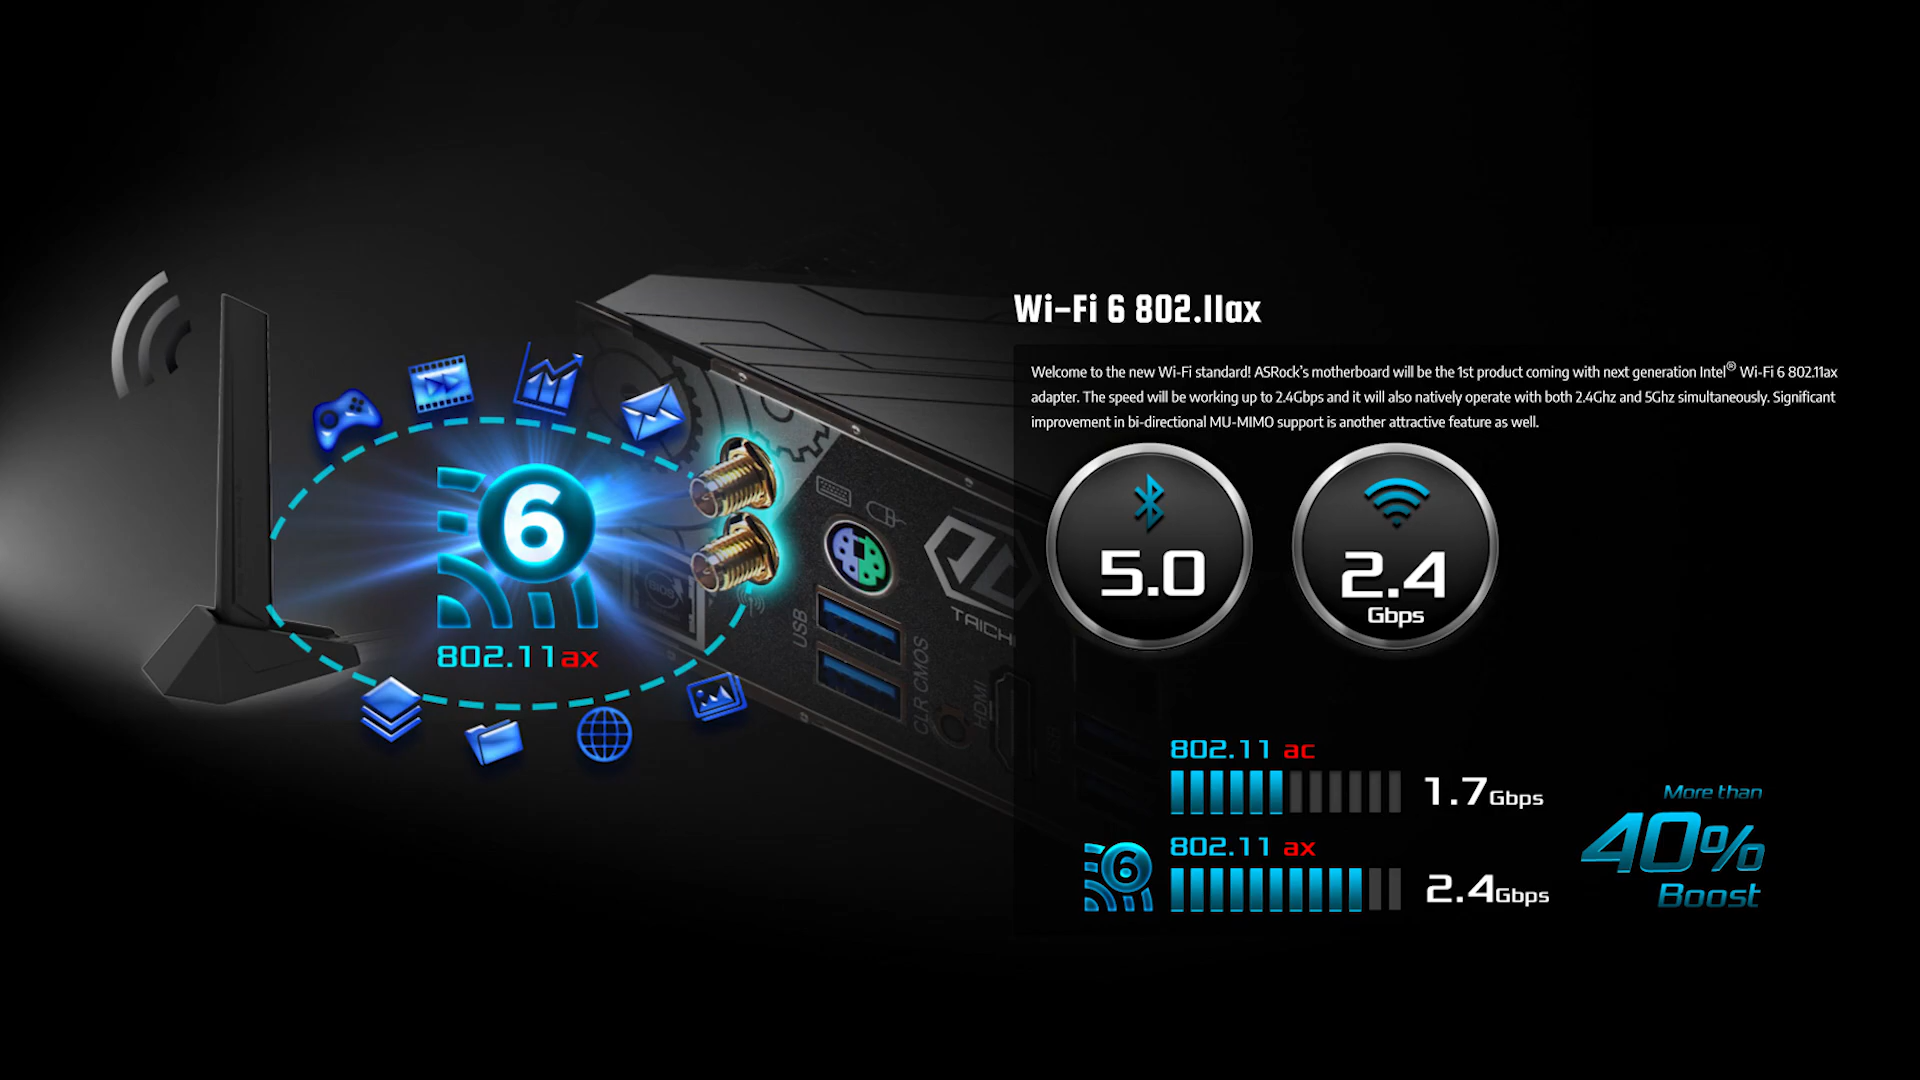 Wi-Fi 6 802.11ax
Welcome to the new Wi-Fi standard! ASRock's motherboard will be the 1st product coming with next generation Intel® Wi-Fi 6 802.11ax
adapter. The speed will be working up to 2.4Gbps and it will also natively operate with both 2.4Ghz and 5Ghz simultaneously. Significant
improvement in bi-directional MU-MIMO support is another attractive feature as well.
5.0
2.4
Gbps
6
802.11ax
BIOS
USB
CLR CMOS
HDMI
TAICHI
802.11 ac
1.7Gbps
6
802.11 ax
2.4Gbps
More than
40%
Boost